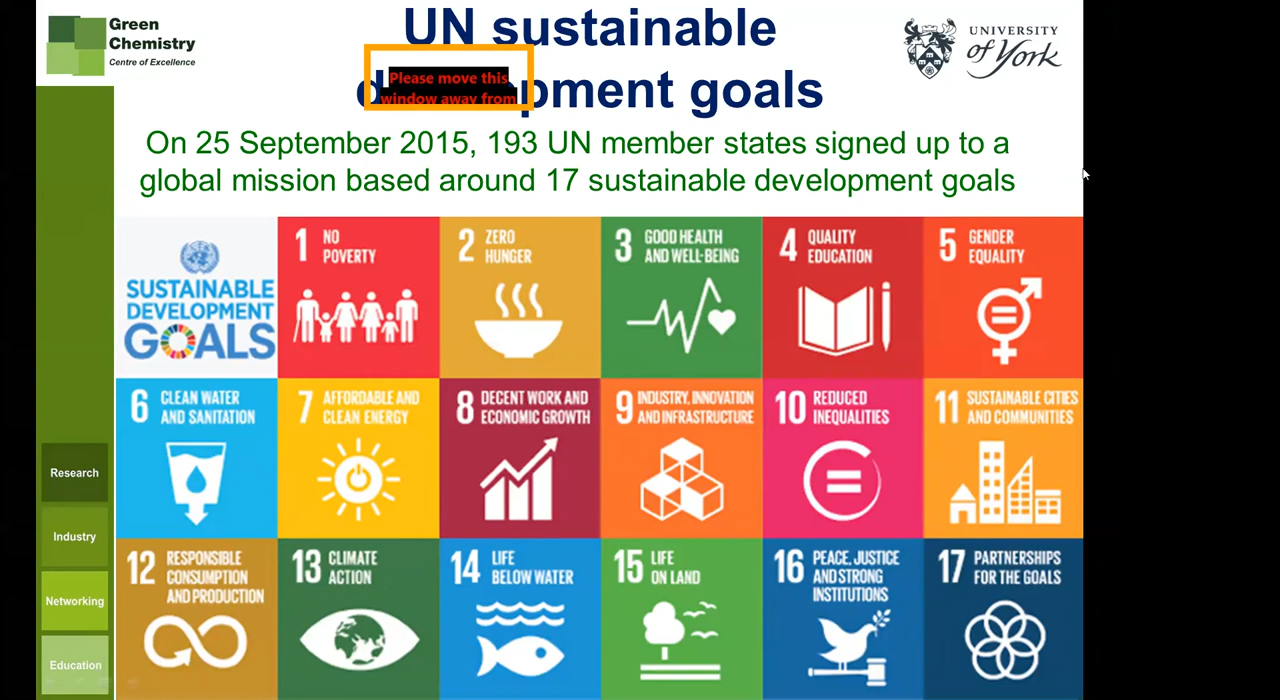 Green
Chemistry
Centre of Excellence
UN sustainable
UNIVERSITY
of York
Please move this
window away from
pment goals
On 25 September 2015, 193 UN member states signed up to a
global mission based around 17 sustainable development goals
SUSTAINABLE
DEVELOPMENT
GOALS
1 NO
POVERTY
2 ZERO
HUNGER
3 GOOD HEALTH
AND WELL-BEING
4 QUALITY
EDUCATION
5 GENDER
EQUALITY
6 CLEAN WATER
AND SANITATION
7 AFFORDABLE AND
CLEAN ENERGY
8 DECENT WORK AND
ECONOMIC GROWTH
9 INDUSTRY, INNOVATION
AND INFRASTRUCTURE
10 REDUCED
INEQUALITIES
11 SUSTAINABLE CITIES
AND COMMUNITIES
12 RESPONSIBLE
CONSUMPTION
AND PRODUCTION
13 CLIMATE
ACTION
14 LIFE
BELOW WATER
15 LIFE
ON LAND
16 PEACE, JUSTICE
AND STRONG
INSTITUTIONS
17 PARTNERSHIPS
FOR THE GOALS
Research
Industry
Networking
Education